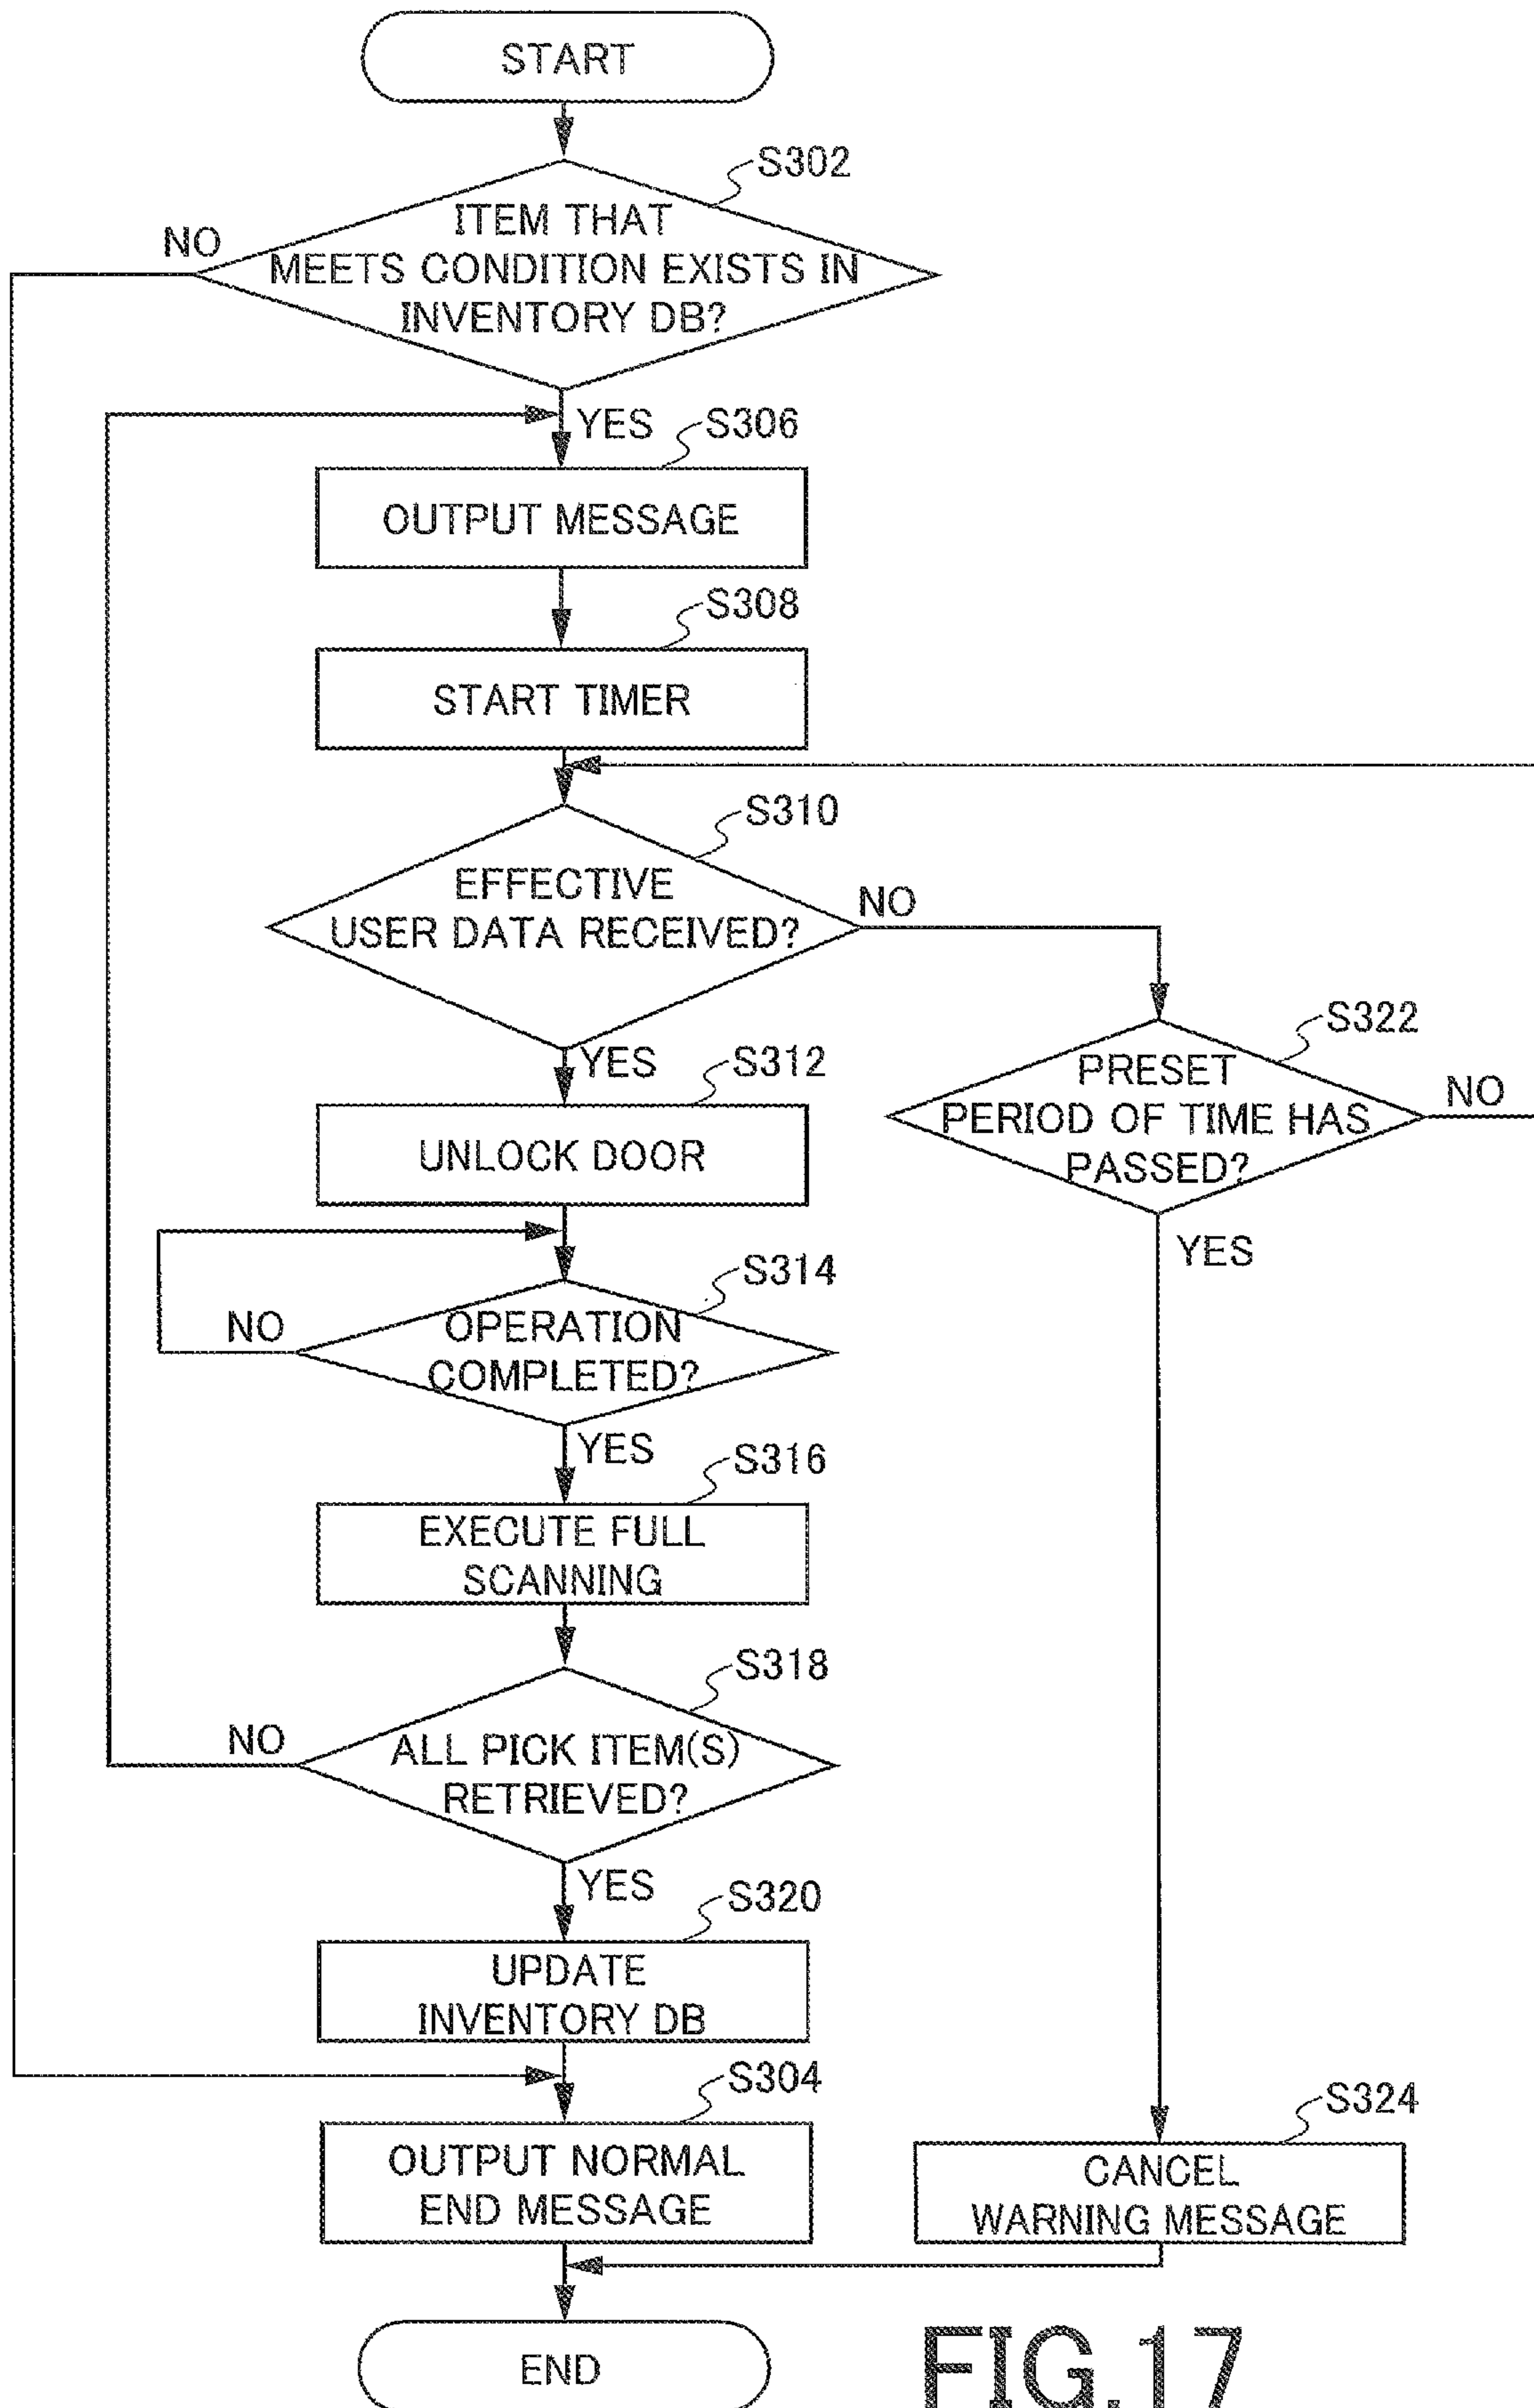 START
S302
ITEM THAT
MEETS CONDITION EXISTS IN
INVENTORY DB?
NO
YES
S306
OUTPUT MESSAGE
S308
START TIMER
S310
EFFECTIVE
USER DATA RECEIVED?
NO
YES
S312
UNLOCK DOOR
S322
PRESET
PERIOD OF TIME HAS
PASSED?
NO
YES
S314
OPERATION
COMPLETED?
NO
YES
S316
EXECUTE FULL
SCANNING
S318
ALL PICK ITEM(S)
RETRIEVED?
NO
YES
S320
UPDATE
INVENTORY DB
S304
OUTPUT NORMAL
END MESSAGE
S324
CANCEL
WARNING MESSAGE
END
FIG.17